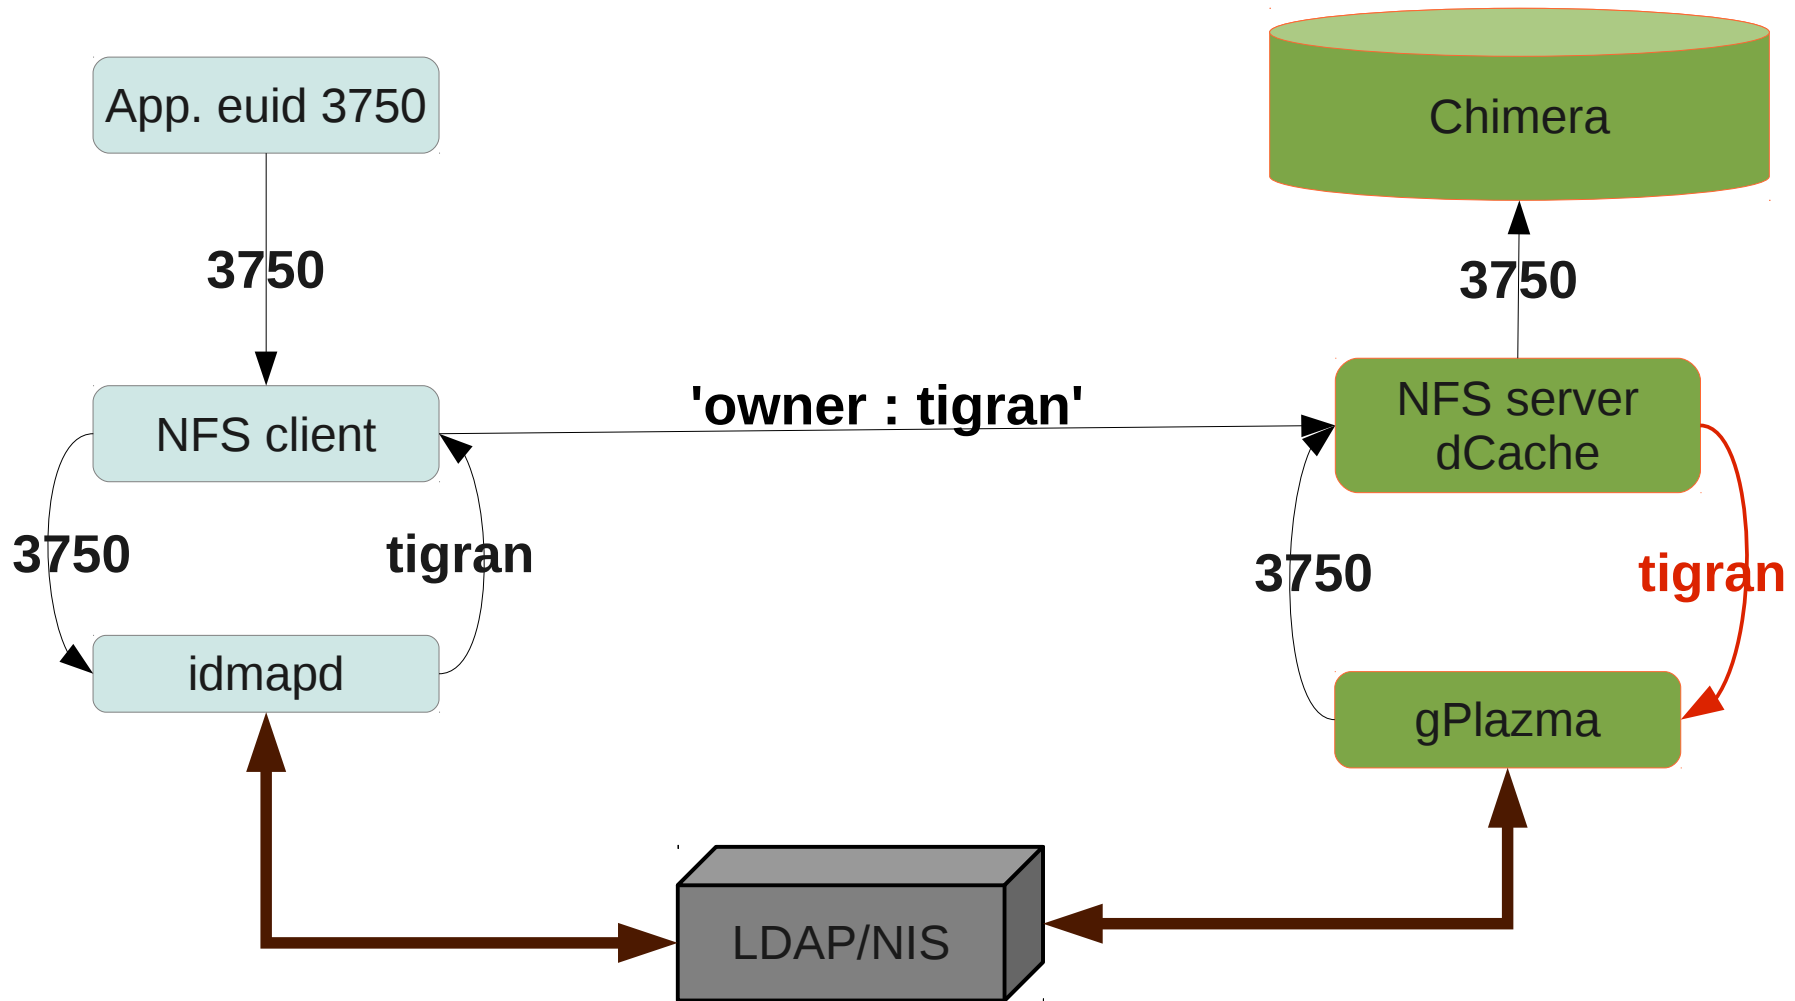 App. euid 3750
Chimera
3750
3750
'owner : tigran'
NFS client
NFS server
dCache
3750
tigran
3750
tigran
idmapd
gPlazma
LDAP/NIS